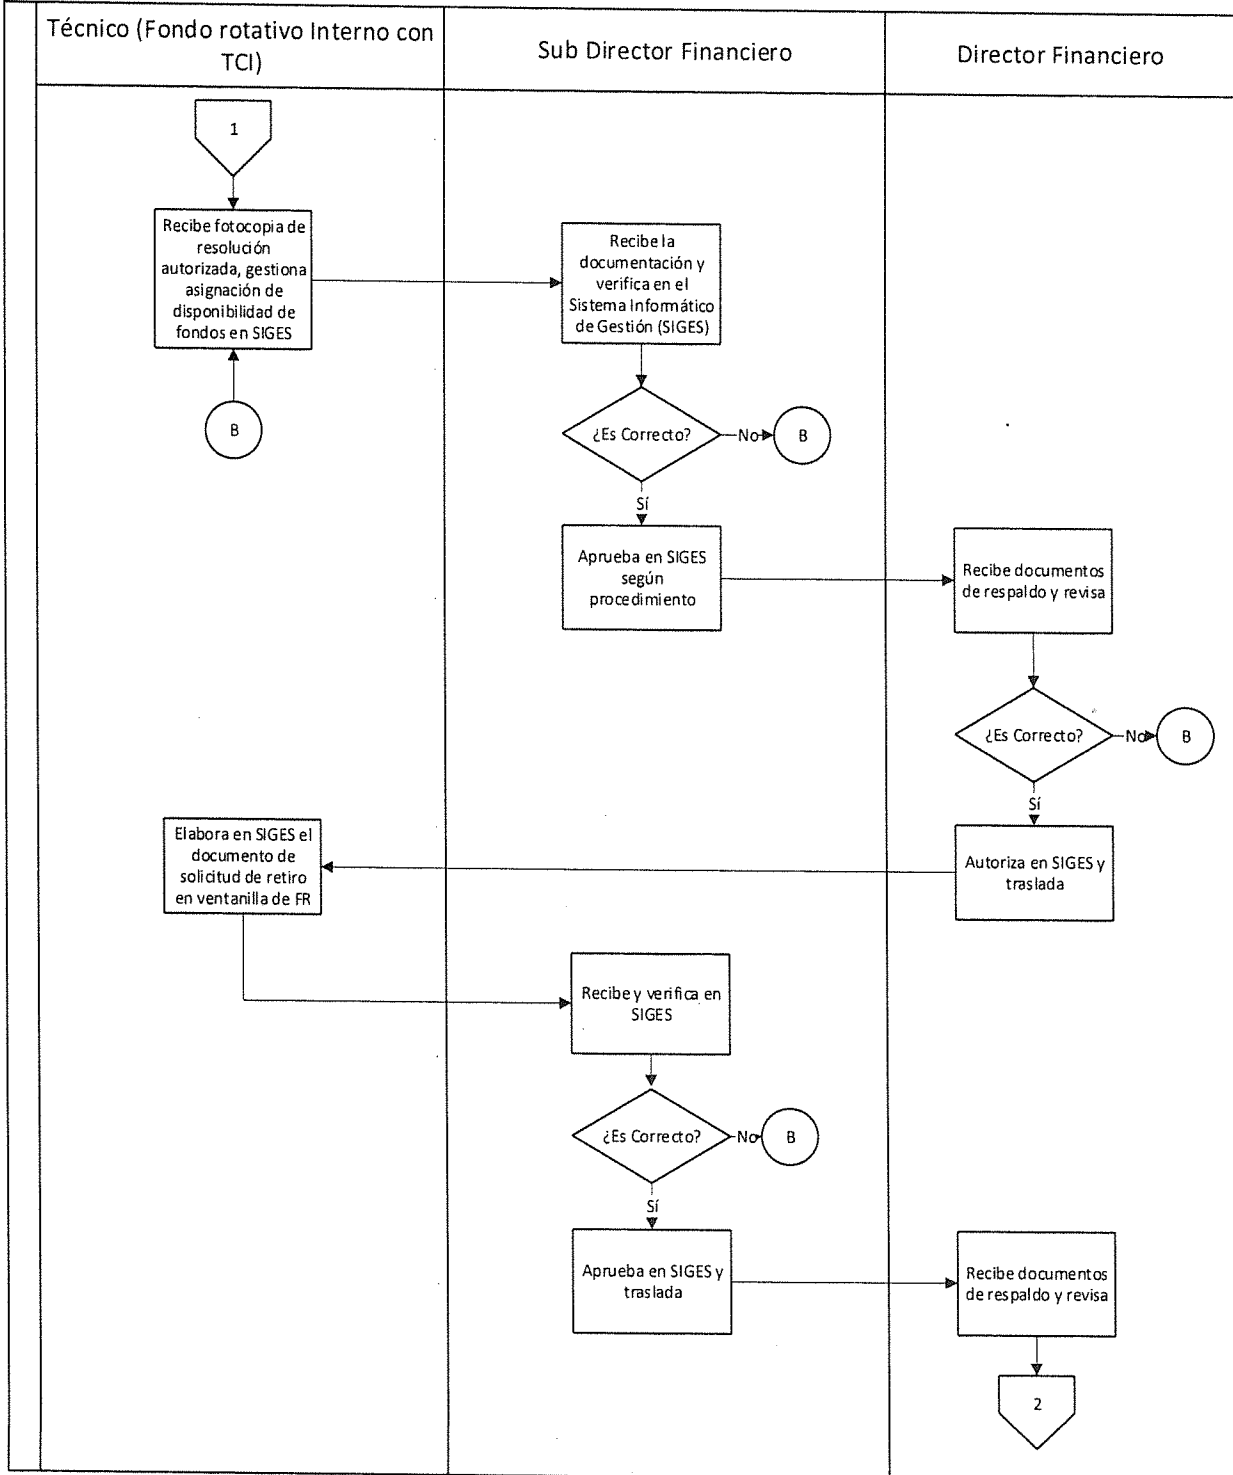 Técnico (Fondo rotativo Interno con
TCI)
Sub Director Financiero
Director Financiero
1
Recibe fotocopia de
resolución
autorizada, gestiona
asignación de
disponibilidad de
fondos en SIGES
Recibe la
documentación y
verifica en el
Sistema Informático
de Gestión (SIGES)
B
¿Es Correcto?
No
B
Sí
Aprueba en SIGES
según
procedimiento
Recibe documentos
de respaldo y revisa
¿Es Correcto?
No
B
Sí
Elabora en SIGES el
documento de
solicitud de retiro
en ventanilla de FR
Autoriza en SIGES y
traslada
Recibe y verifica en
SIGES
¿Es Correcto?
No
B
Sí
Aprueba en SIGES y
traslada
Recibe documentos
de respaldo y revisa
2